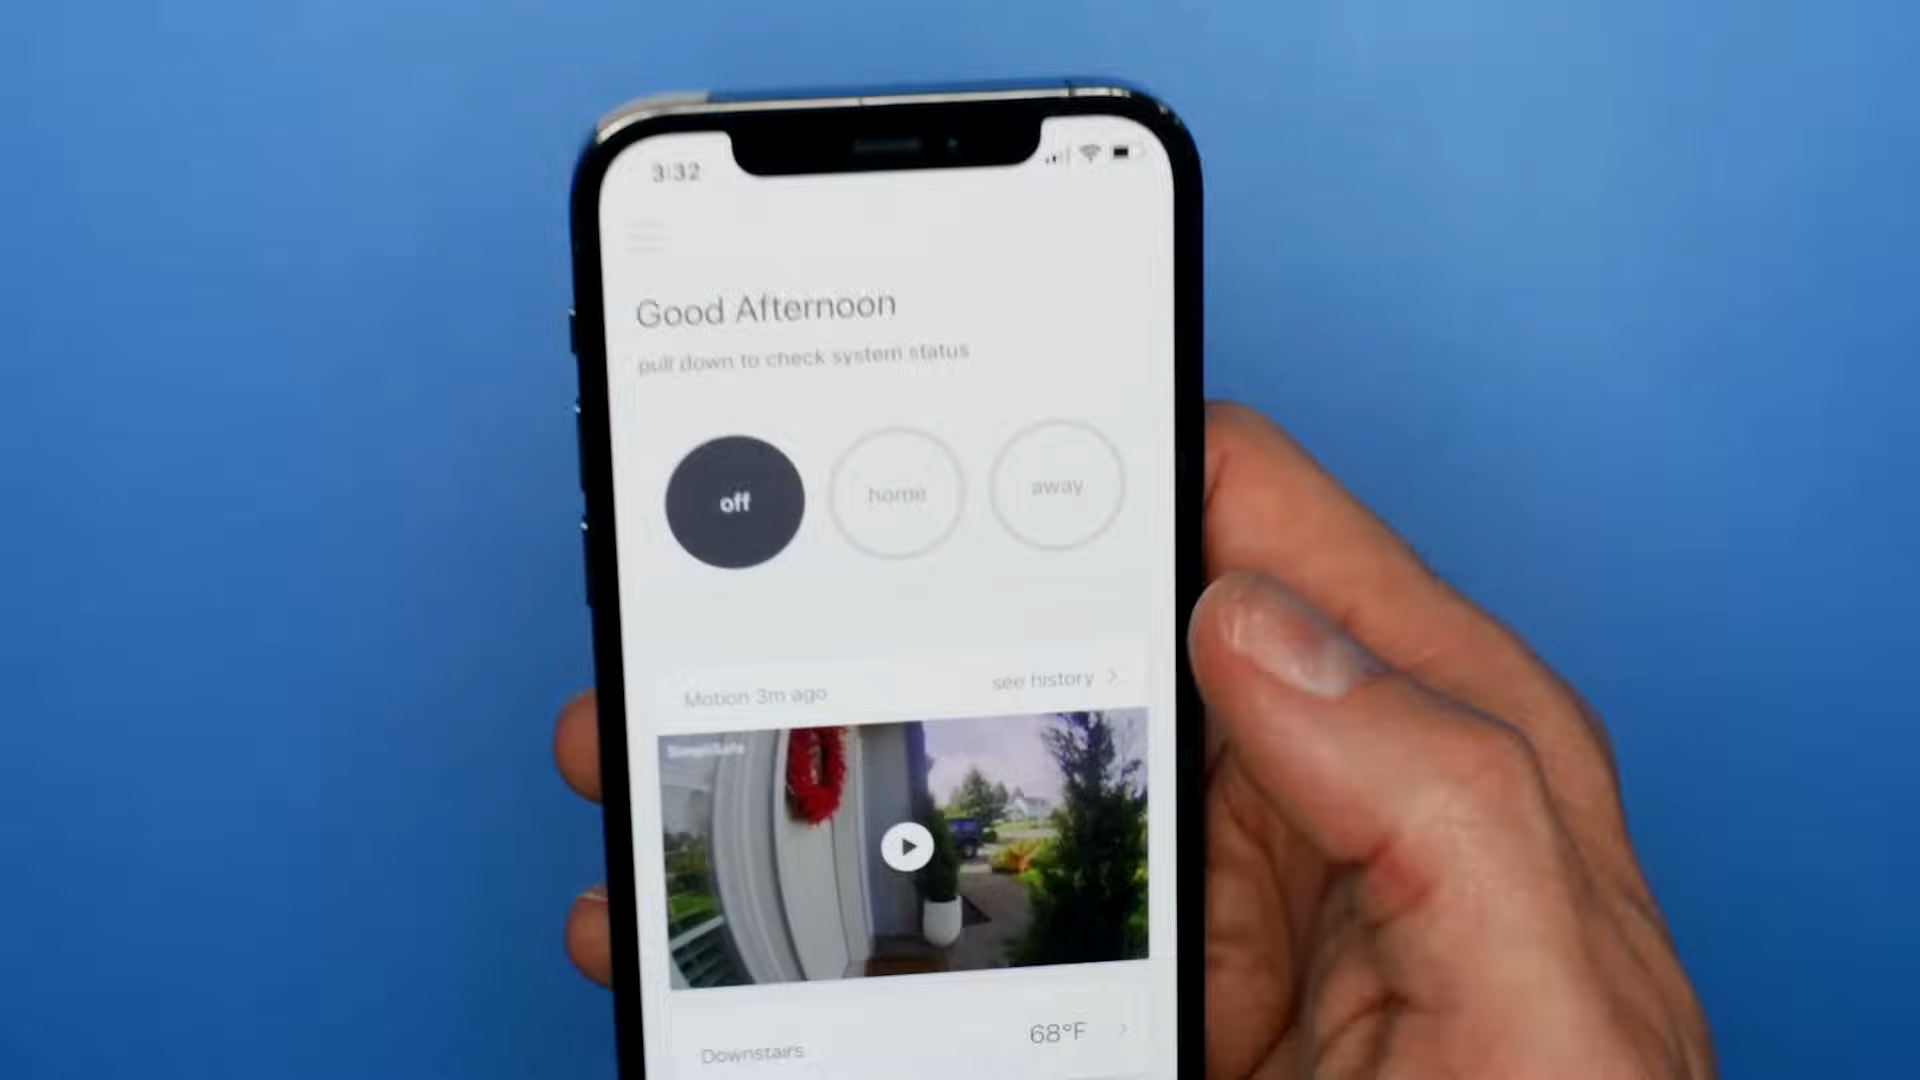 3:32
Good Afternoon
pull down to check system status
off
home
away
Motion 3m ago
see history
SimpliSafe
Downstairs
68°F